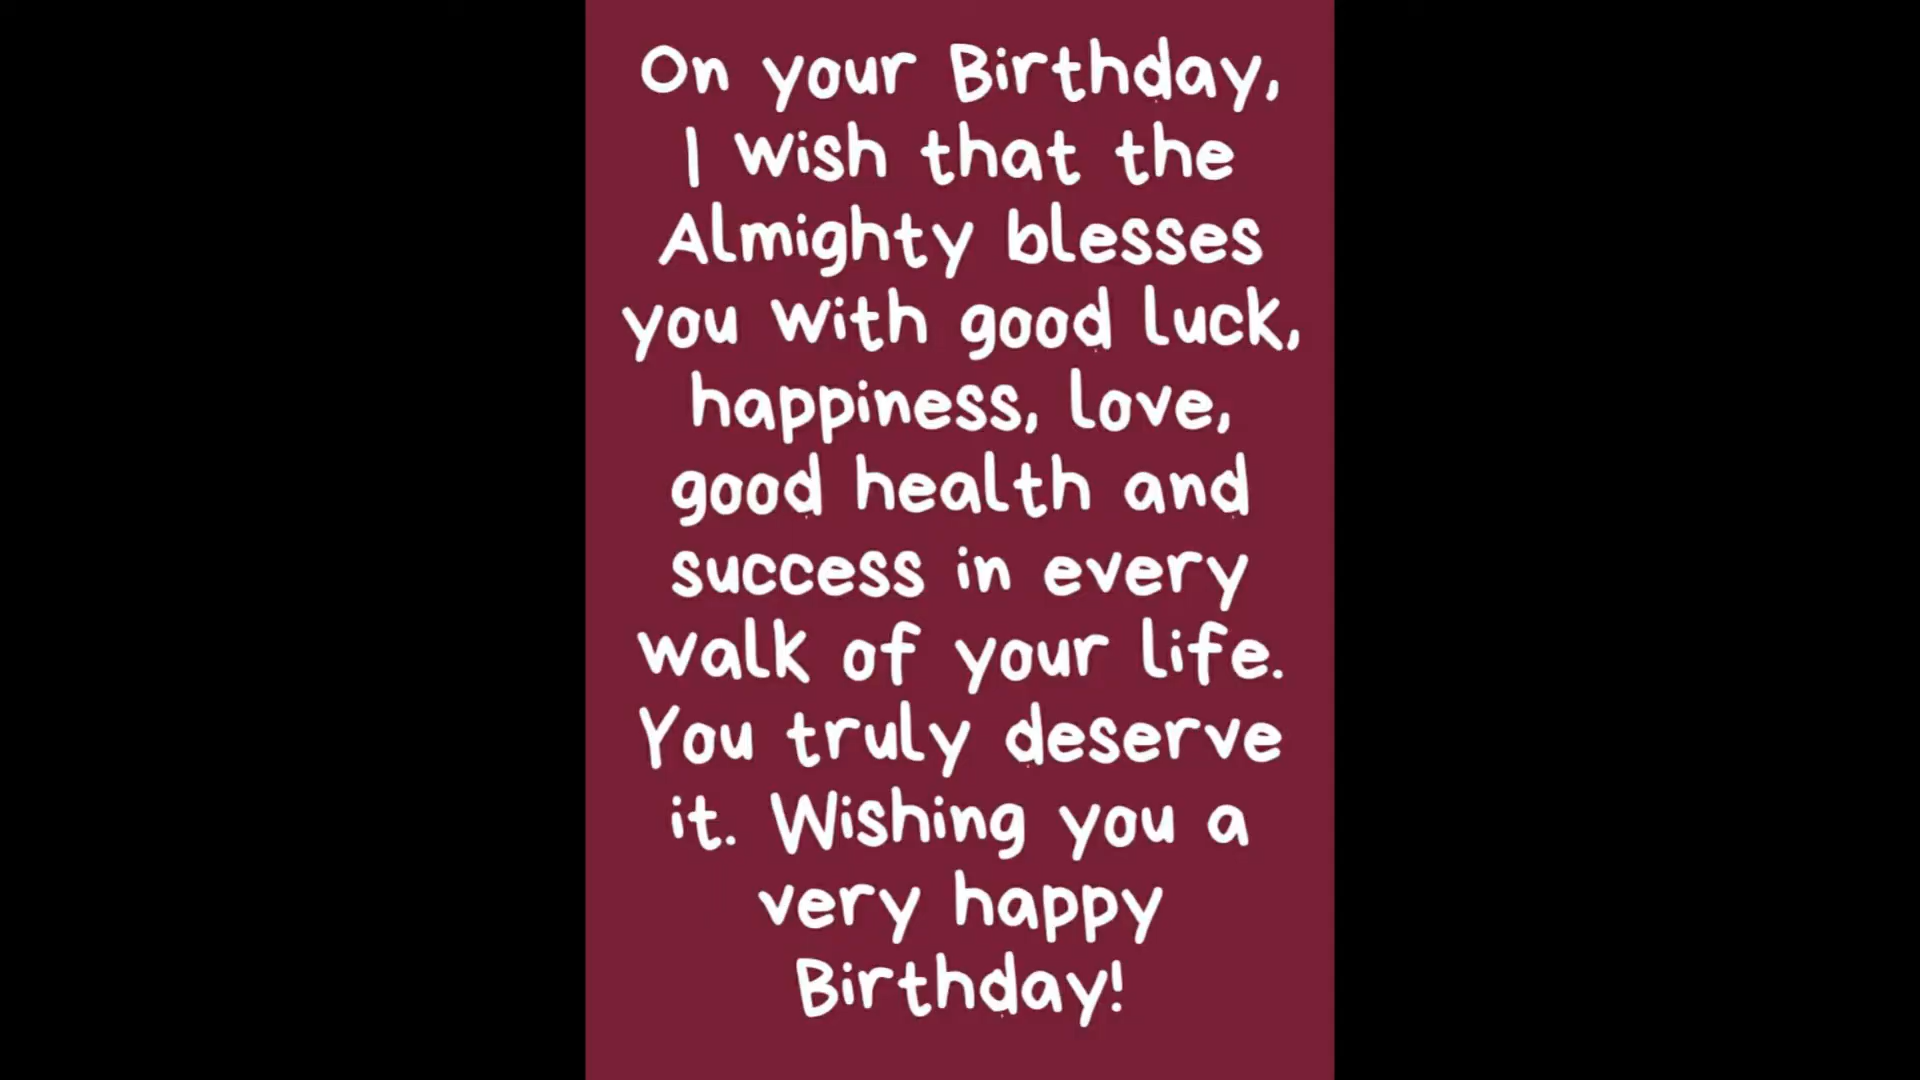 On your Birthday,
I wish that the
Almighty blesses
you with good luck,
happiness, love,
good health and
success in every
walk of your life.
You truly deserve
it. Wishing you a
very happy
Birthday!